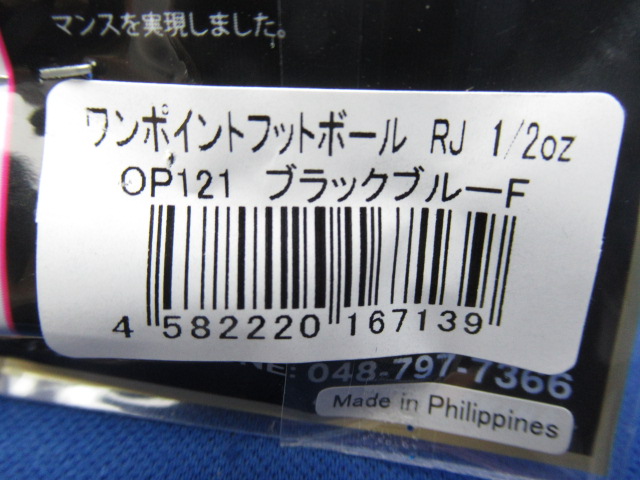 マンスを実現しました。
ワンポイントフットボール RJ 1/2oz
OP121 ブラックブルーF
4 582220 167139
NE: 048-797-7366
Made in Philippines